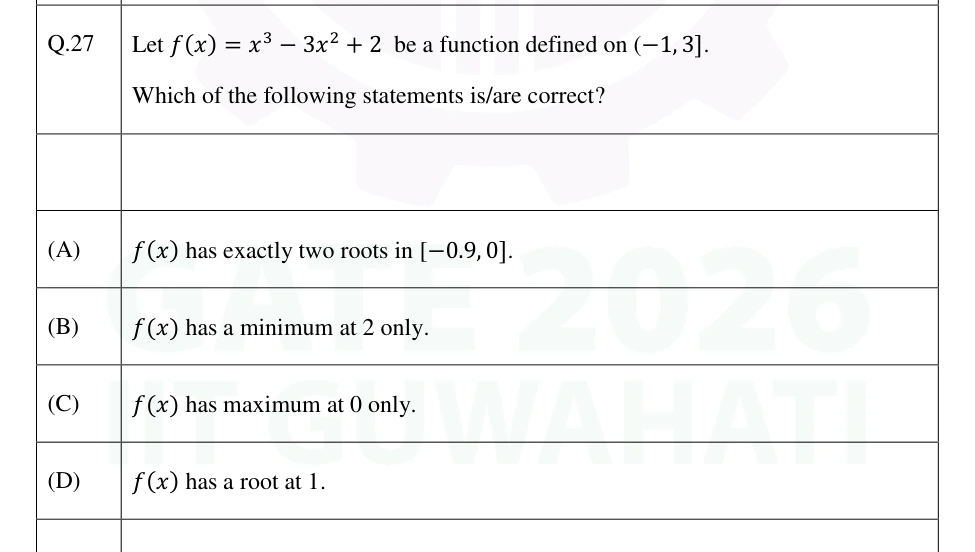 Q.27 Let f(x) = x³ − 3x² + 2 be a function defined on (−1, 3].
Which of the following statements is/are correct?
(A) f(x) has exactly two roots in [−0.9, 0].
(B) f(x) has a minimum at 2 only.
(C) f(x) has maximum at 0 only.
(D) f(x) has a root at 1.
GATE 2026
IIT GUWAHATI